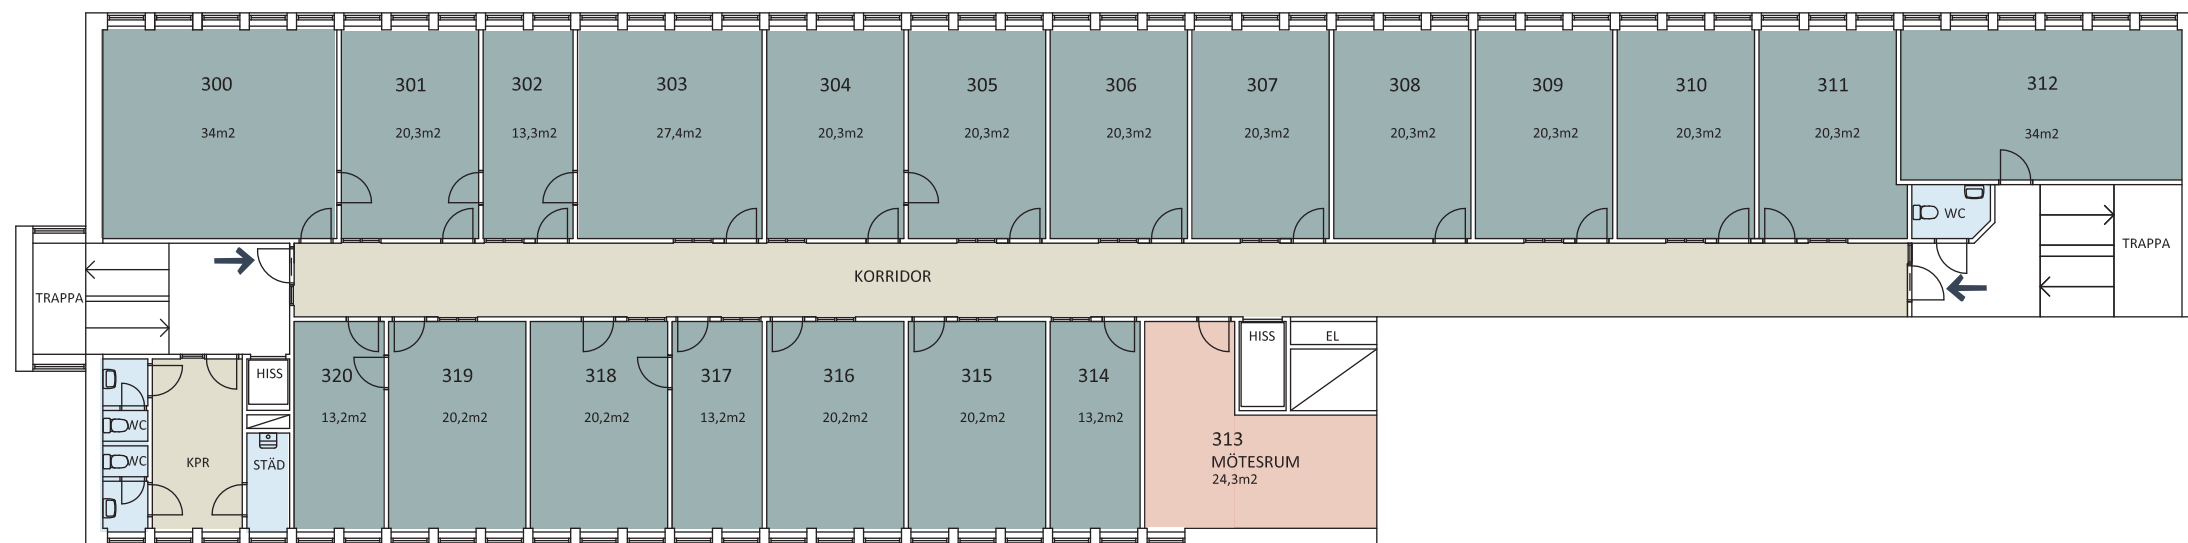 300
34m2
301
20,3m2
302
13,3m2
303
27,4m2
304
20,3m2
305
20,3m2
306
20,3m2
307
20,3m2
308
20,3m2
309
20,3m2
310
20,3m2
311
20,3m2
312
34m2
WC
TRAPPA
KORRIDOR
TRAPPA
HISS
WC
WC
KPR
STÄD
320
13,2m2
319
20,2m2
318
20,2m2
317
13,2m2
316
20,2m2
315
20,2m2
314
13,2m2
313
MÖTESRUM
24,3m2
HISS
EL